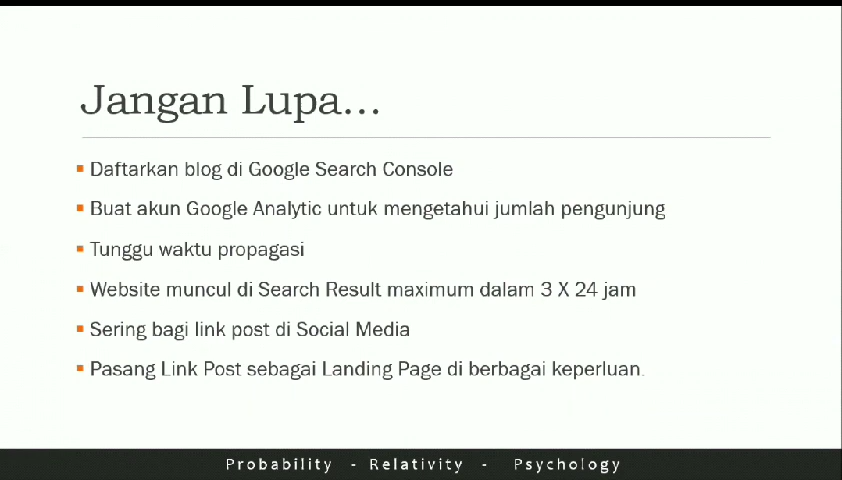 Jangan Lupa...
Daftarkan blog di Google Search Console
Buat akun Google Analytic untuk mengetahui jumlah pengunjung
Tunggu waktu propagasi
Website muncul di Search Result maximum dalam 3 X 24 jam
Sering bagi link post di Social Media
Pasang Link Post sebagai Landing Page di berbagai keperluan.
Probability - Relativity - Psychology